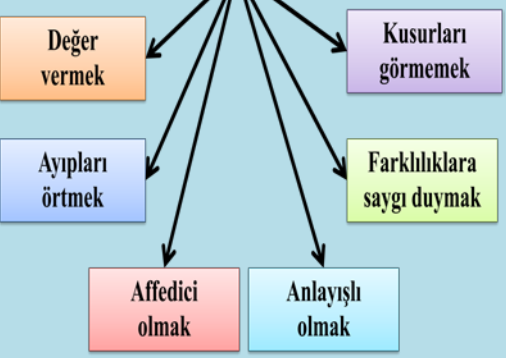 Değer
vermek
Kusurları
görmemek
Ayıpları
örtmek
Farklılıklara
saygı duymak
Affedici
olmak
Anlayışlı
olmak